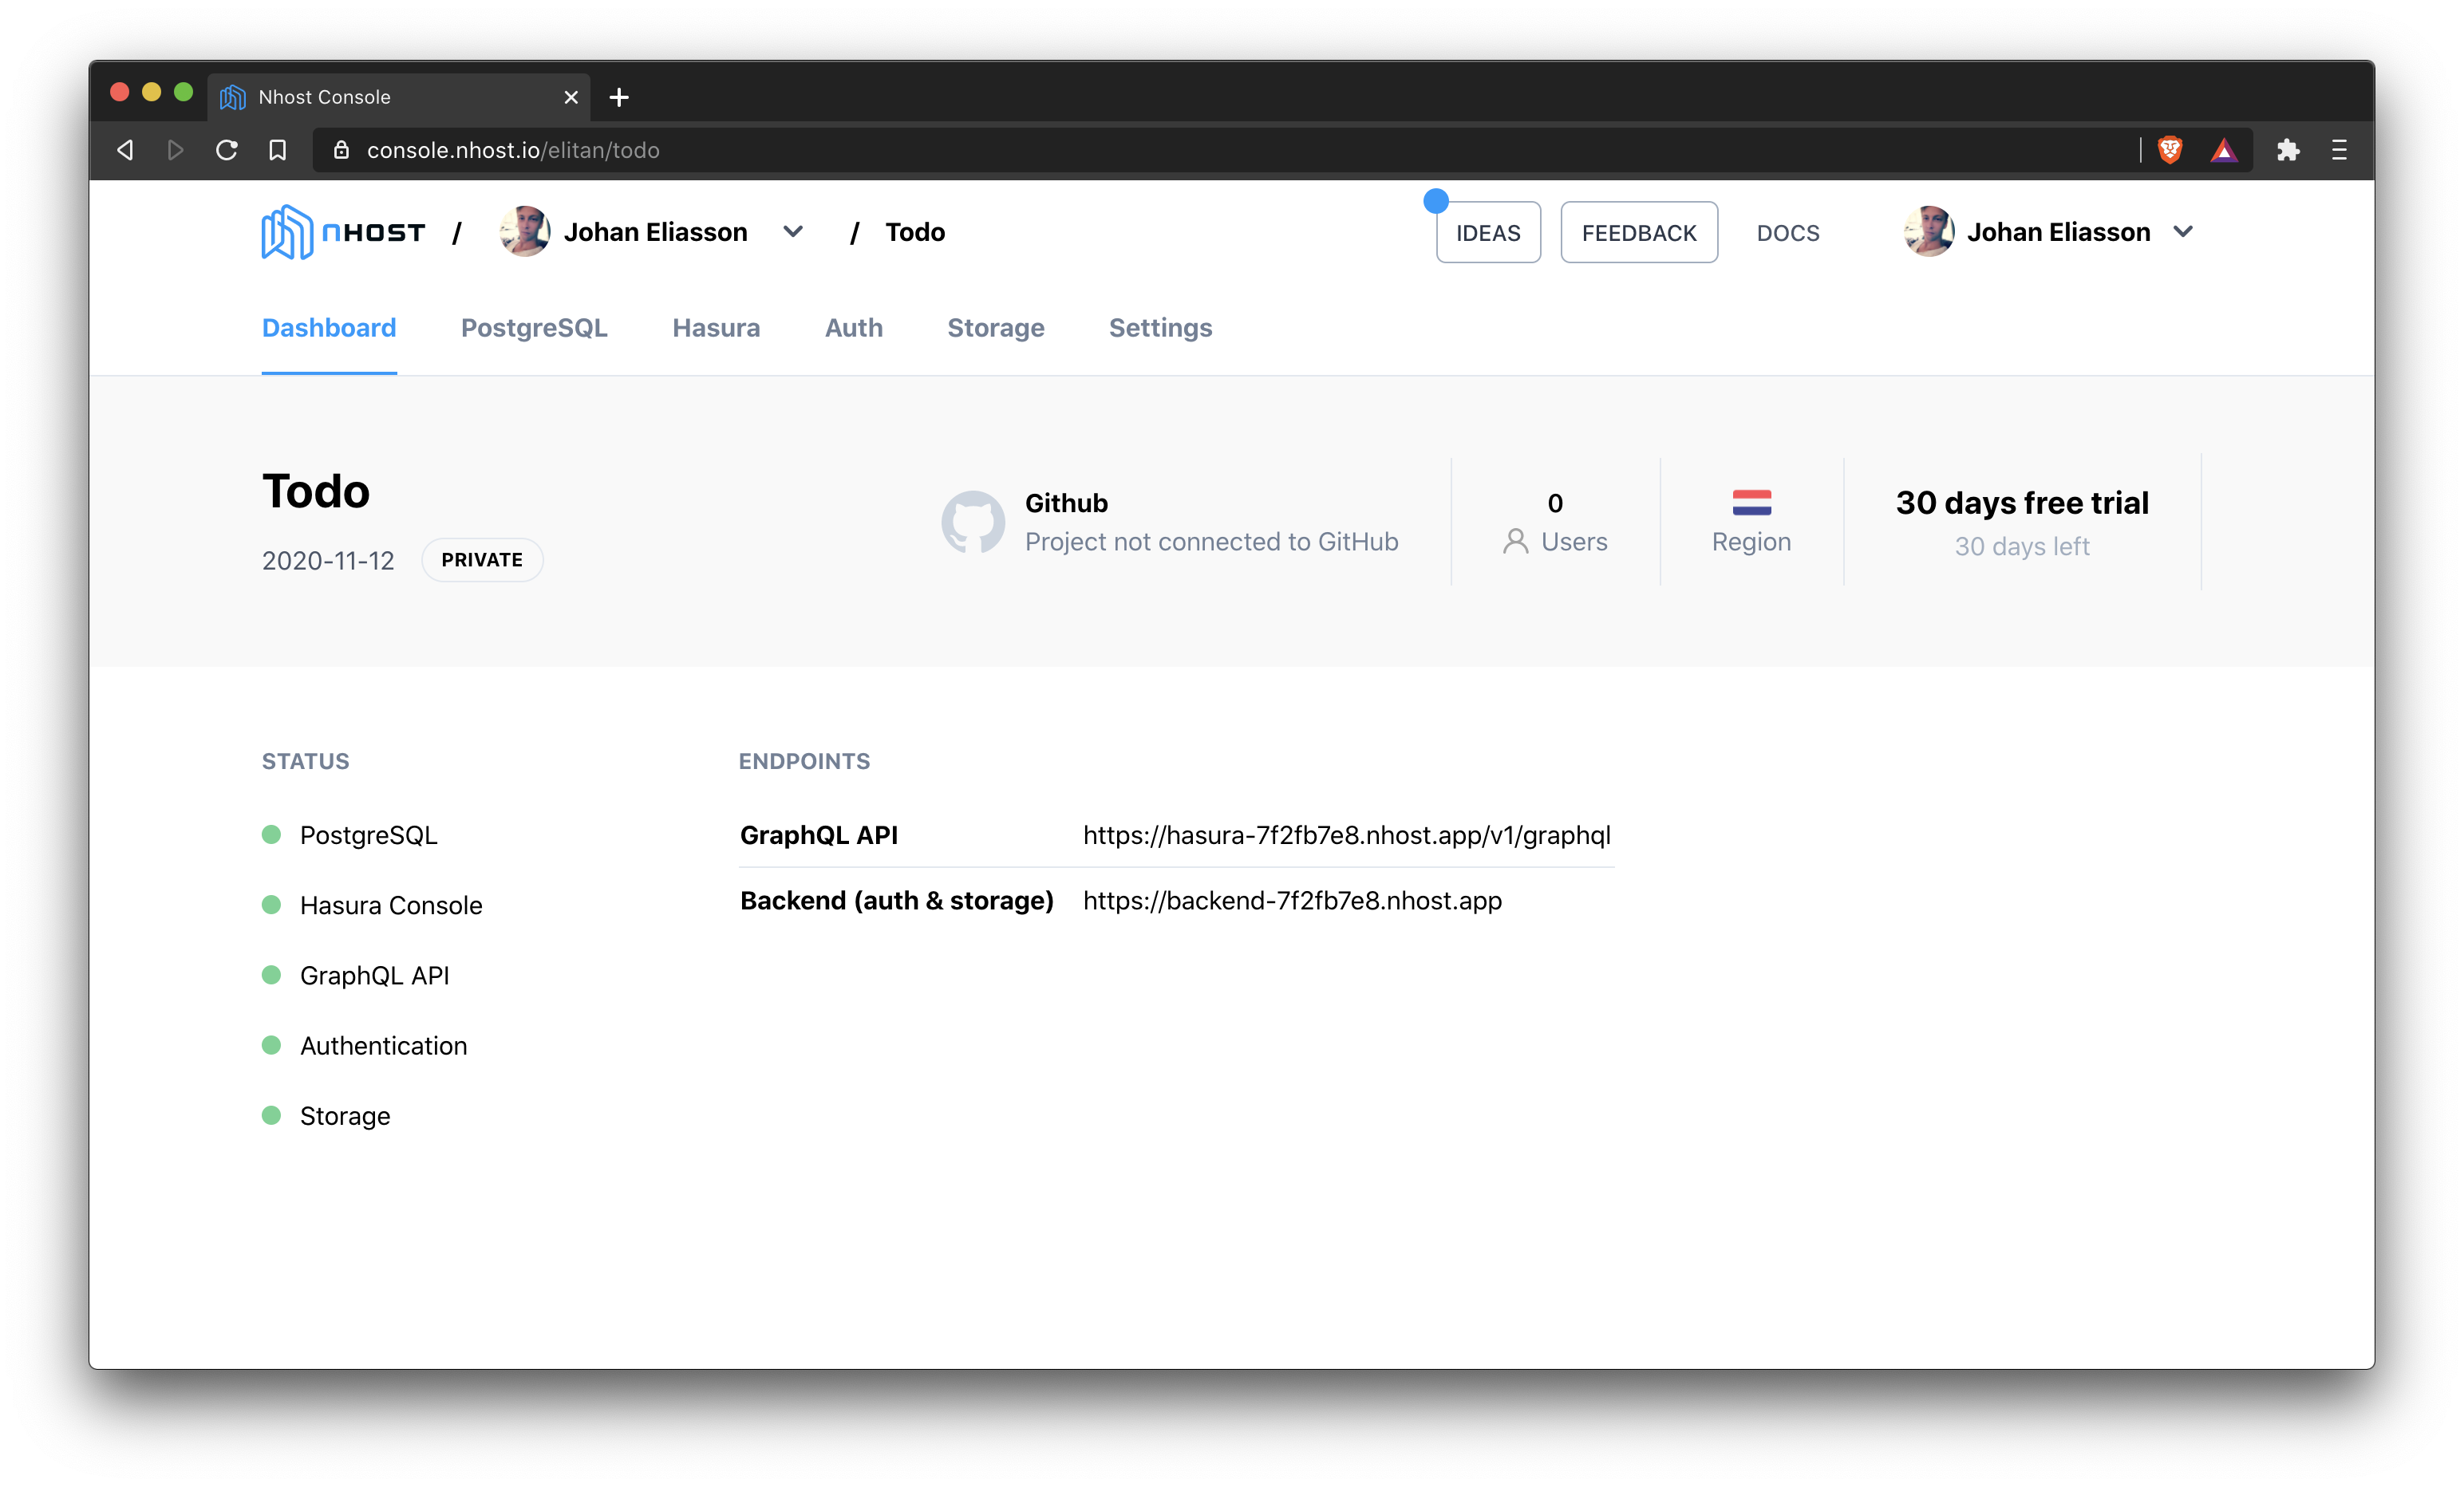 Nhost Console
console.nhost.io/elitan/todo
nHOST / Johan Eliasson / Todo
IDEAS FEEDBACK DOCS Johan Eliasson
Dashboard PostgreSQL Hasura Auth Storage Settings
Todo
2020-11-12 PRIVATE
Github
Project not connected to GitHub
0
Users
Region
30 days free trial
30 days left
STATUS
PostgreSQL
Hasura Console
GraphQL API
Authentication
Storage
ENDPOINTS
GraphQL API https://hasura-7f2fb7e8.nhost.app/v1/graphql
Backend (auth & storage) https://backend-7f2fb7e8.nhost.app